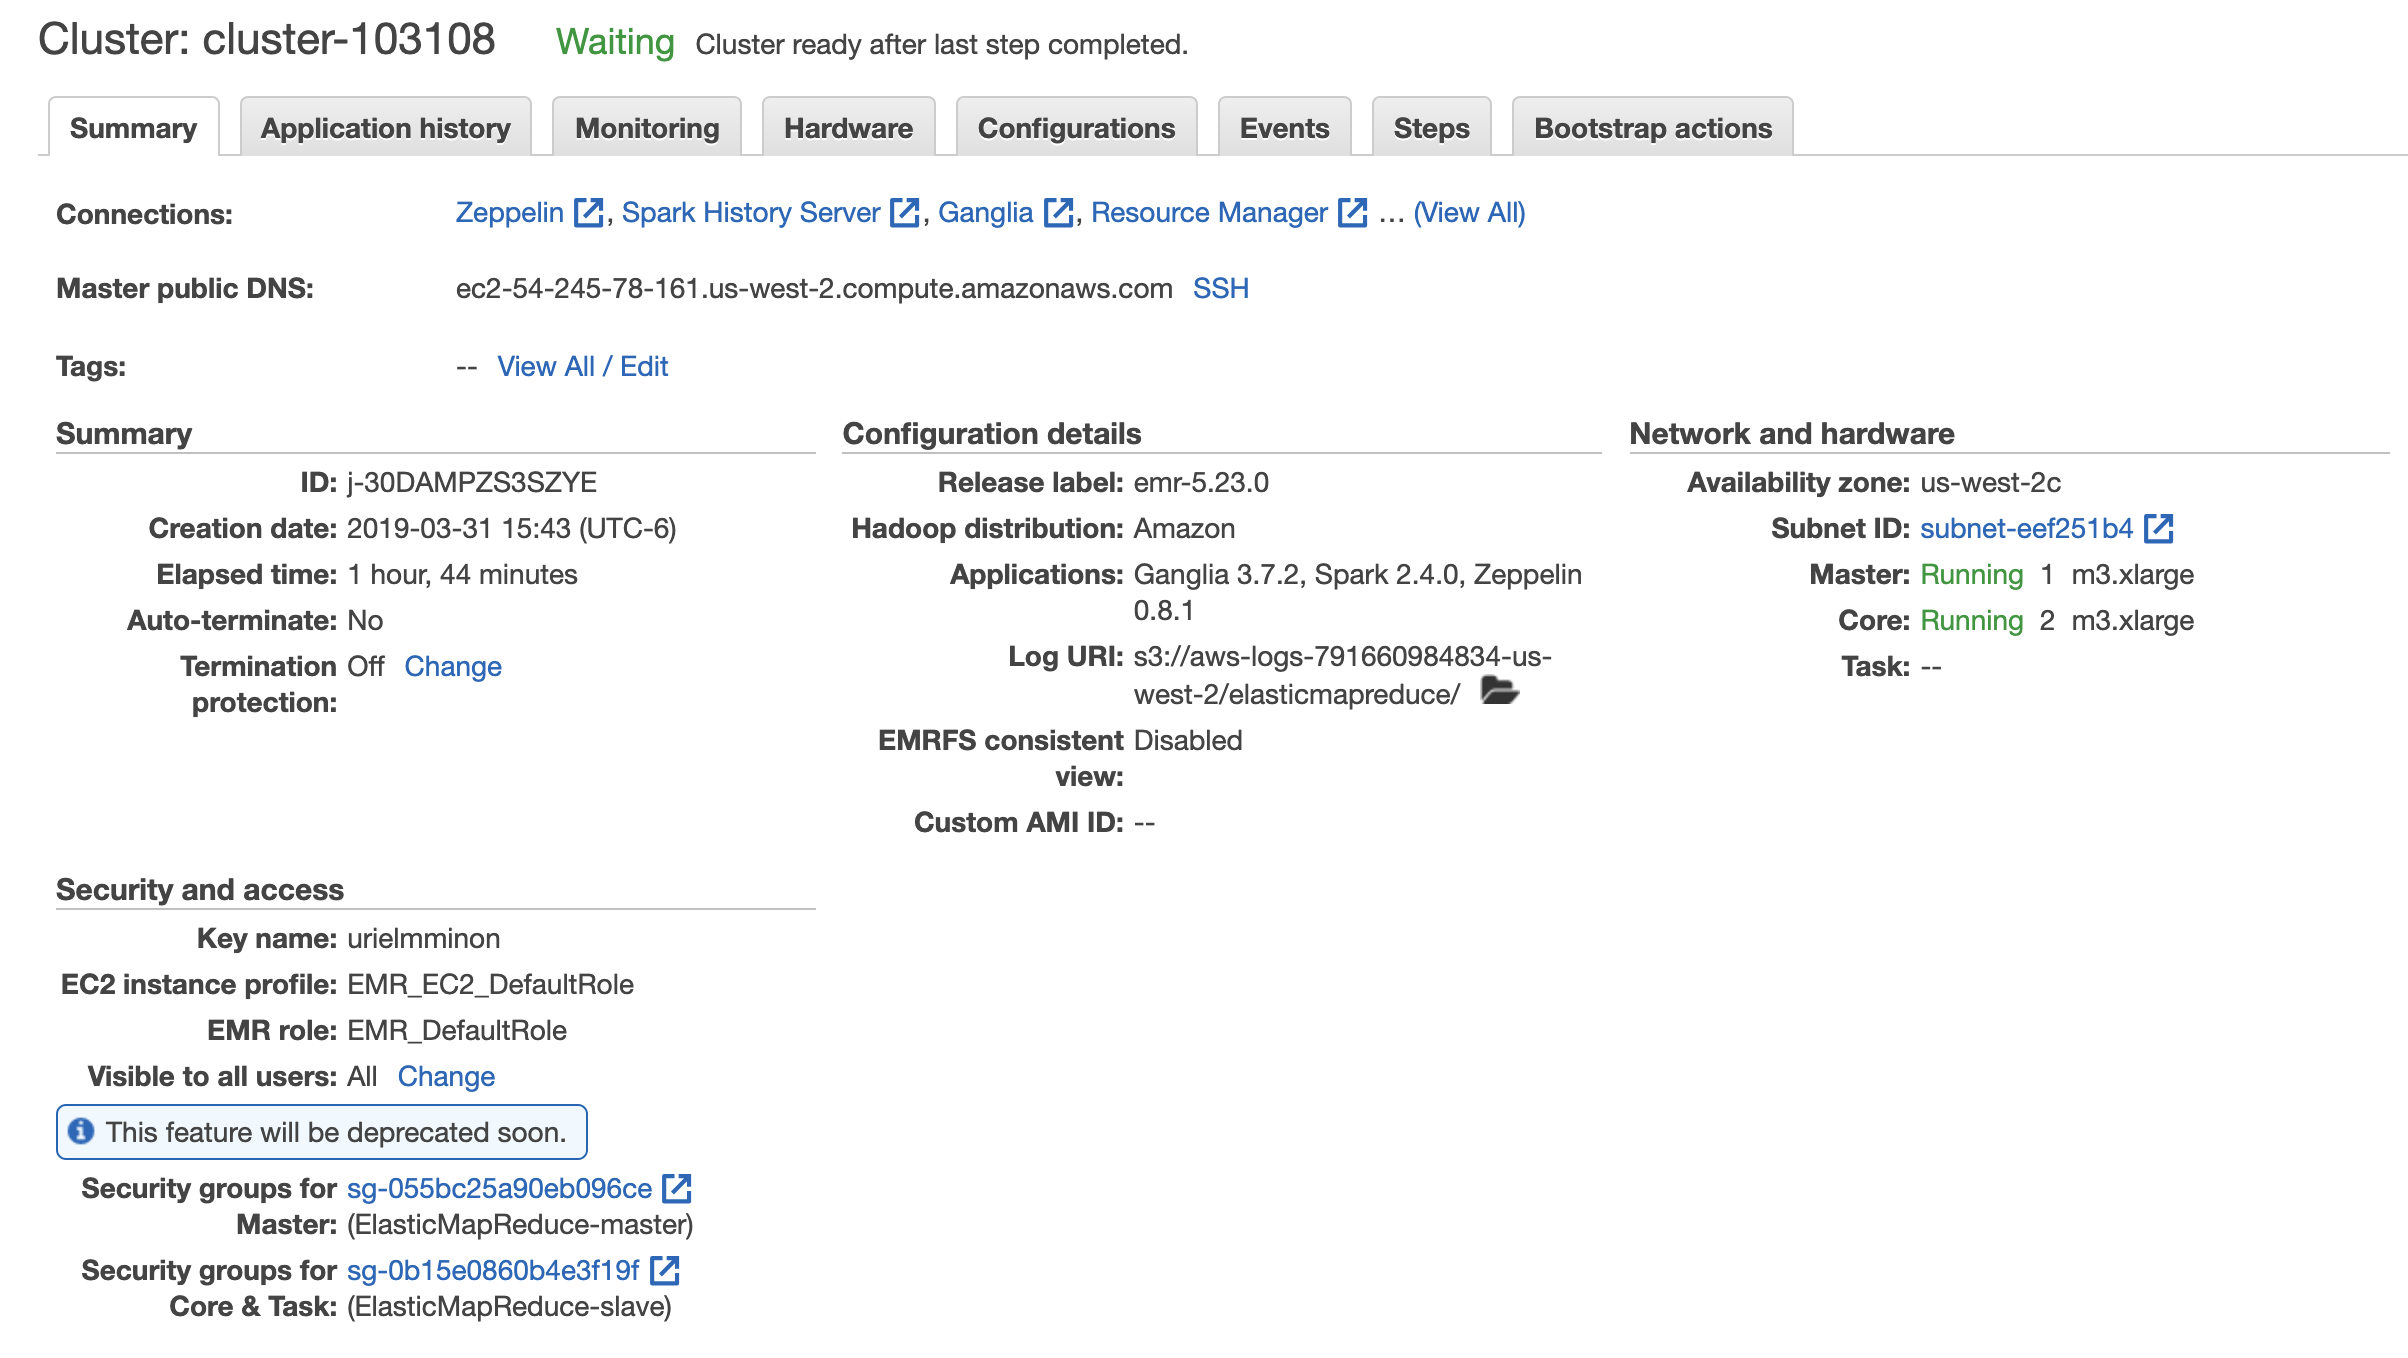 Cluster: cluster-103108 Waiting Cluster ready after last step completed.
Summary Application history Monitoring Hardware Configurations Events Steps Bootstrap actions
Connections: Zeppelin , Spark History Server , Ganglia , Resource Manager ... (View All)
Master public DNS: ec2-54-245-78-161.us-west-2.compute.amazonaws.com SSH
Tags: -- View All / Edit
Summary
ID: j-30DAMPZS3SZYE
Creation date: 2019-03-31 15:43 (UTC-6)
Elapsed time: 1 hour, 44 minutes
Auto-terminate: No
Termination Off Change
protection:
Configuration details
Release label: emr-5.23.0
Hadoop distribution: Amazon
Applications: Ganglia 3.7.2, Spark 2.4.0, Zeppelin
0.8.1
Log URI: s3://aws-logs-791660984834-us-
west-2/elasticmapreduce/
EMRFS consistent Disabled
view:
Custom AMI ID: --
Network and hardware
Availability zone: us-west-2c
Subnet ID: subnet-eef251b4
Master: Running 1 m3.xlarge
Core: Running 2 m3.xlarge
Task: --
Security and access
Key name: urielmminon
EC2 instance profile: EMR_EC2_DefaultRole
EMR role: EMR_DefaultRole
Visible to all users: All Change
This feature will be deprecated soon.
Security groups for sg-055bc25a90eb096ce
Master: (ElasticMapReduce-master)
Security groups for sg-0b15e0860b4e3f19f
Core & Task: (ElasticMapReduce-slave)